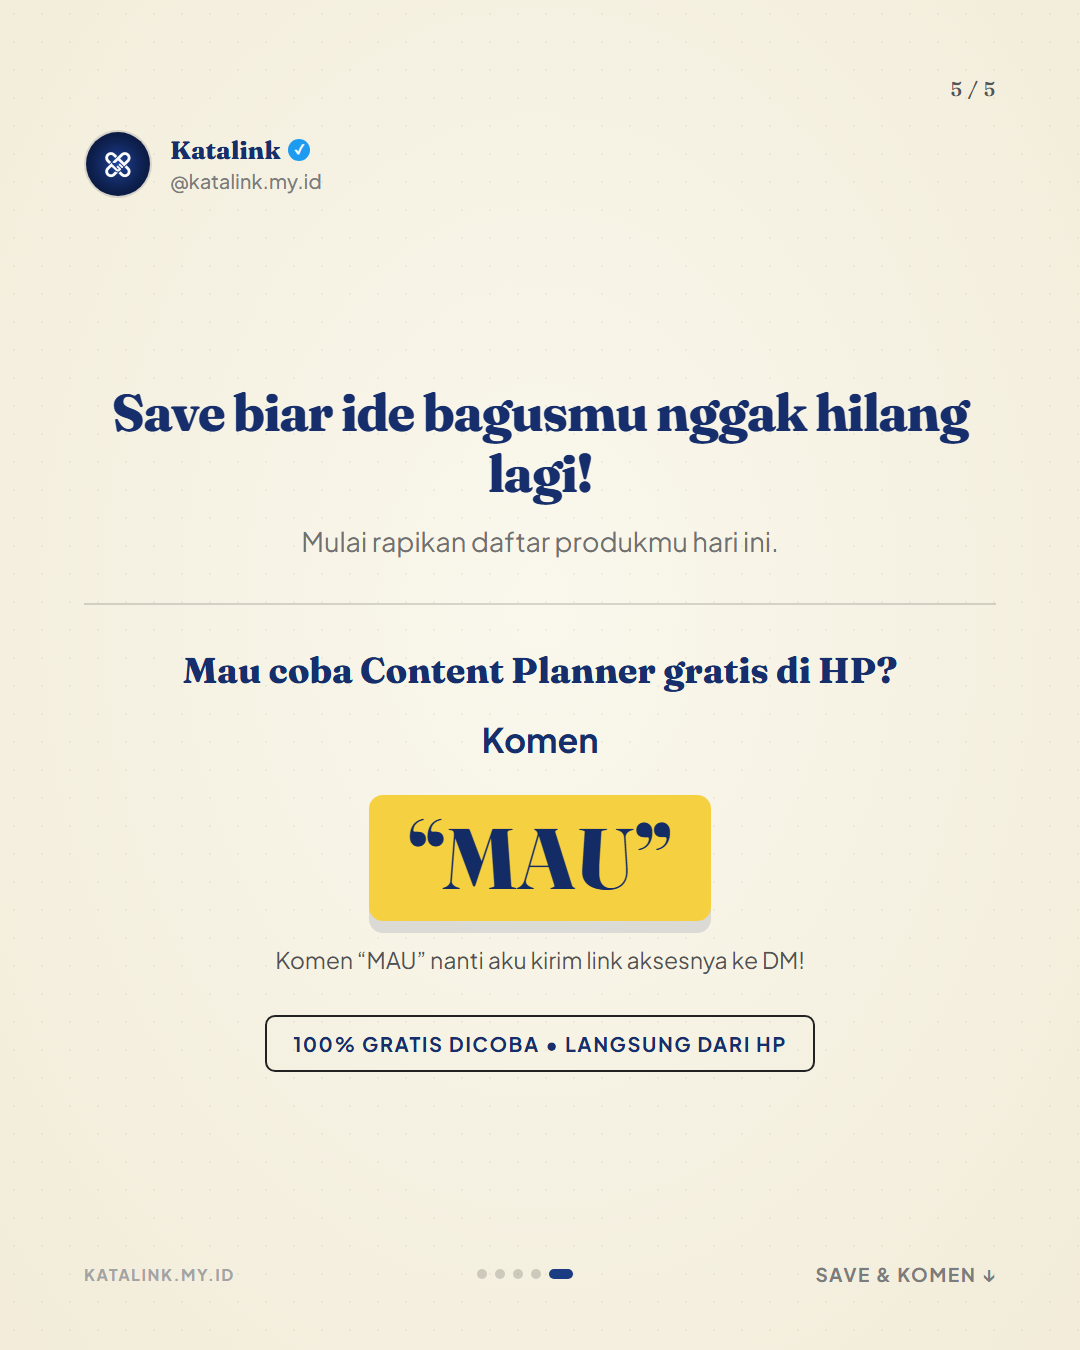 5 / 5
Katalink
@katalink.my.id
Save biar ide bagusmu nggak hilang
lagi!
Mulai rapikan daftar produkmu hari ini.
Mau coba Content Planner gratis di HP?
Komen
“MAU”
Komen “MAU” nanti aku kirim link aksesnya ke DM!
100% GRATIS DICOBA • LANGSUNG DARI HP
KATALINK.MY.ID
SAVE & KOMEN ↓